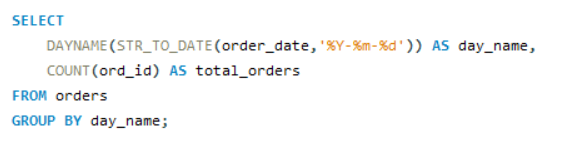 SELECT
    DAYNAME(STR_TO_DATE(order_date,'%Y-%m-%d')) AS day_name,
    COUNT(ord_id) AS total_orders
FROM orders
GROUP BY day_name;